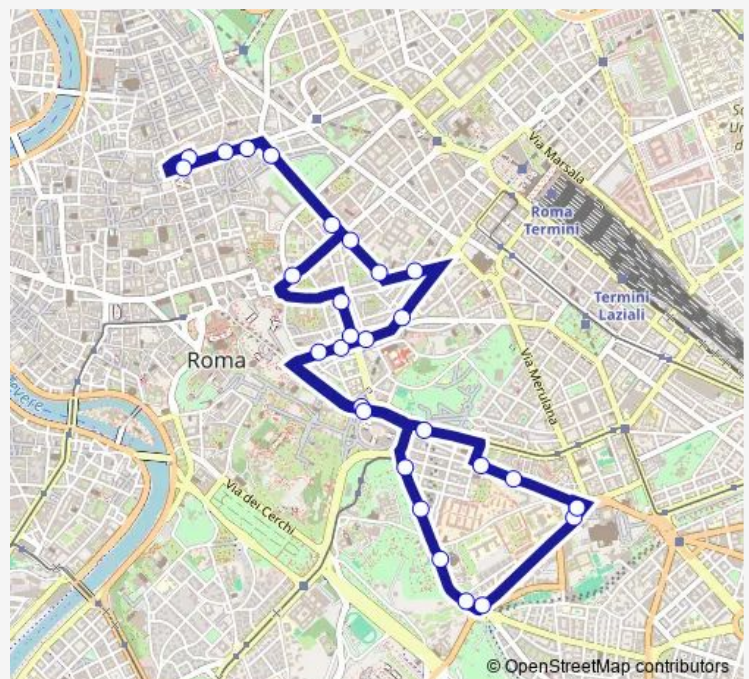 Via Marsala
Roma
Termini
Termini
Laziali
Roma
Via Merulana
Via dei Cerchi
© OpenStreetMap contributors